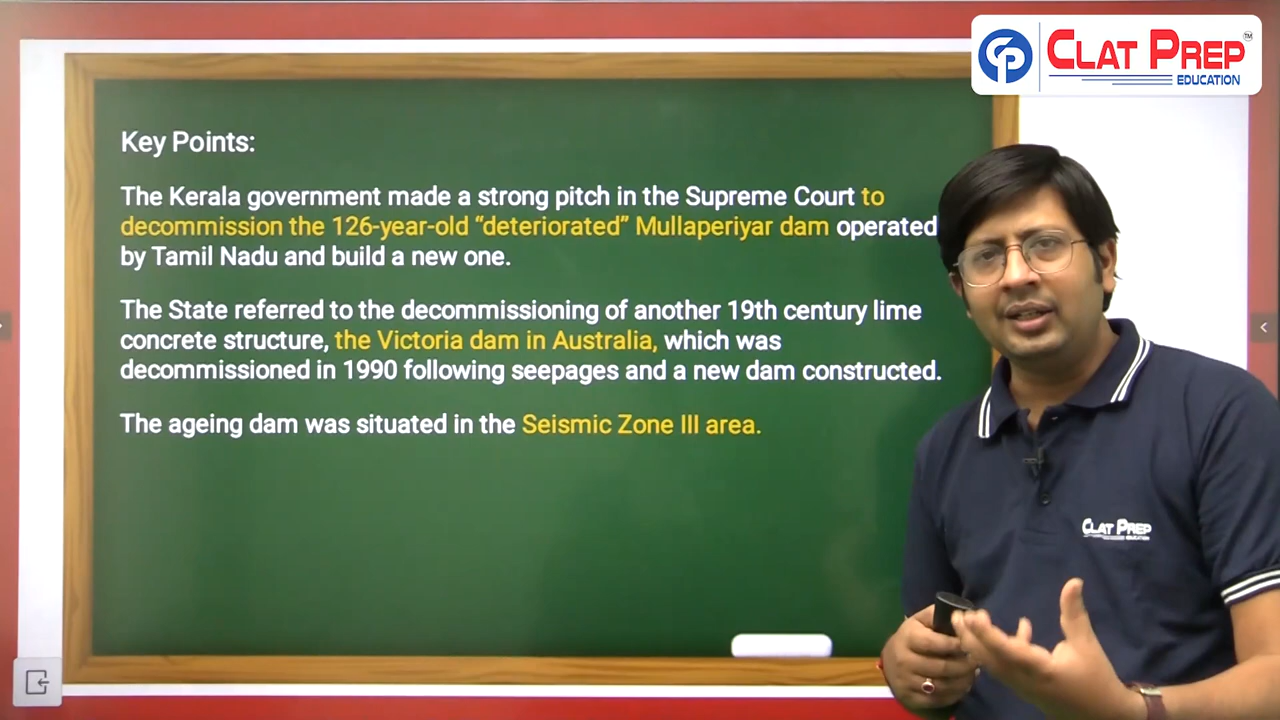 CLAT PREP
TM
EDUCATION
Key Points:
The Kerala government made a strong pitch in the Supreme Court to
decommission the 126-year-old “deteriorated” Mullaperiyar dam operated
by Tamil Nadu and build a new one.
The State referred to the decommissioning of another 19th century lime
concrete structure, the Victoria dam in Australia, which was
decommissioned in 1990 following seepages and a new dam constructed.
The ageing dam was situated in the Seismic Zone III area.
CLAT PREP
EDUCATION